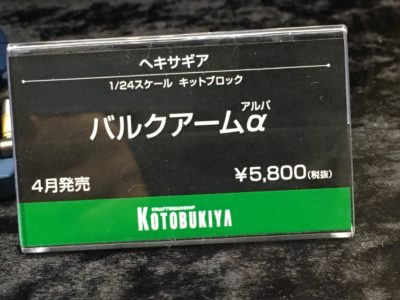 ヘキサギア
1/24スケール キットブロック
アルパ
バルクアームα
4月発売
¥5,800(税抜)
CRAFTSMANSHIP
KOTOBUKIYA